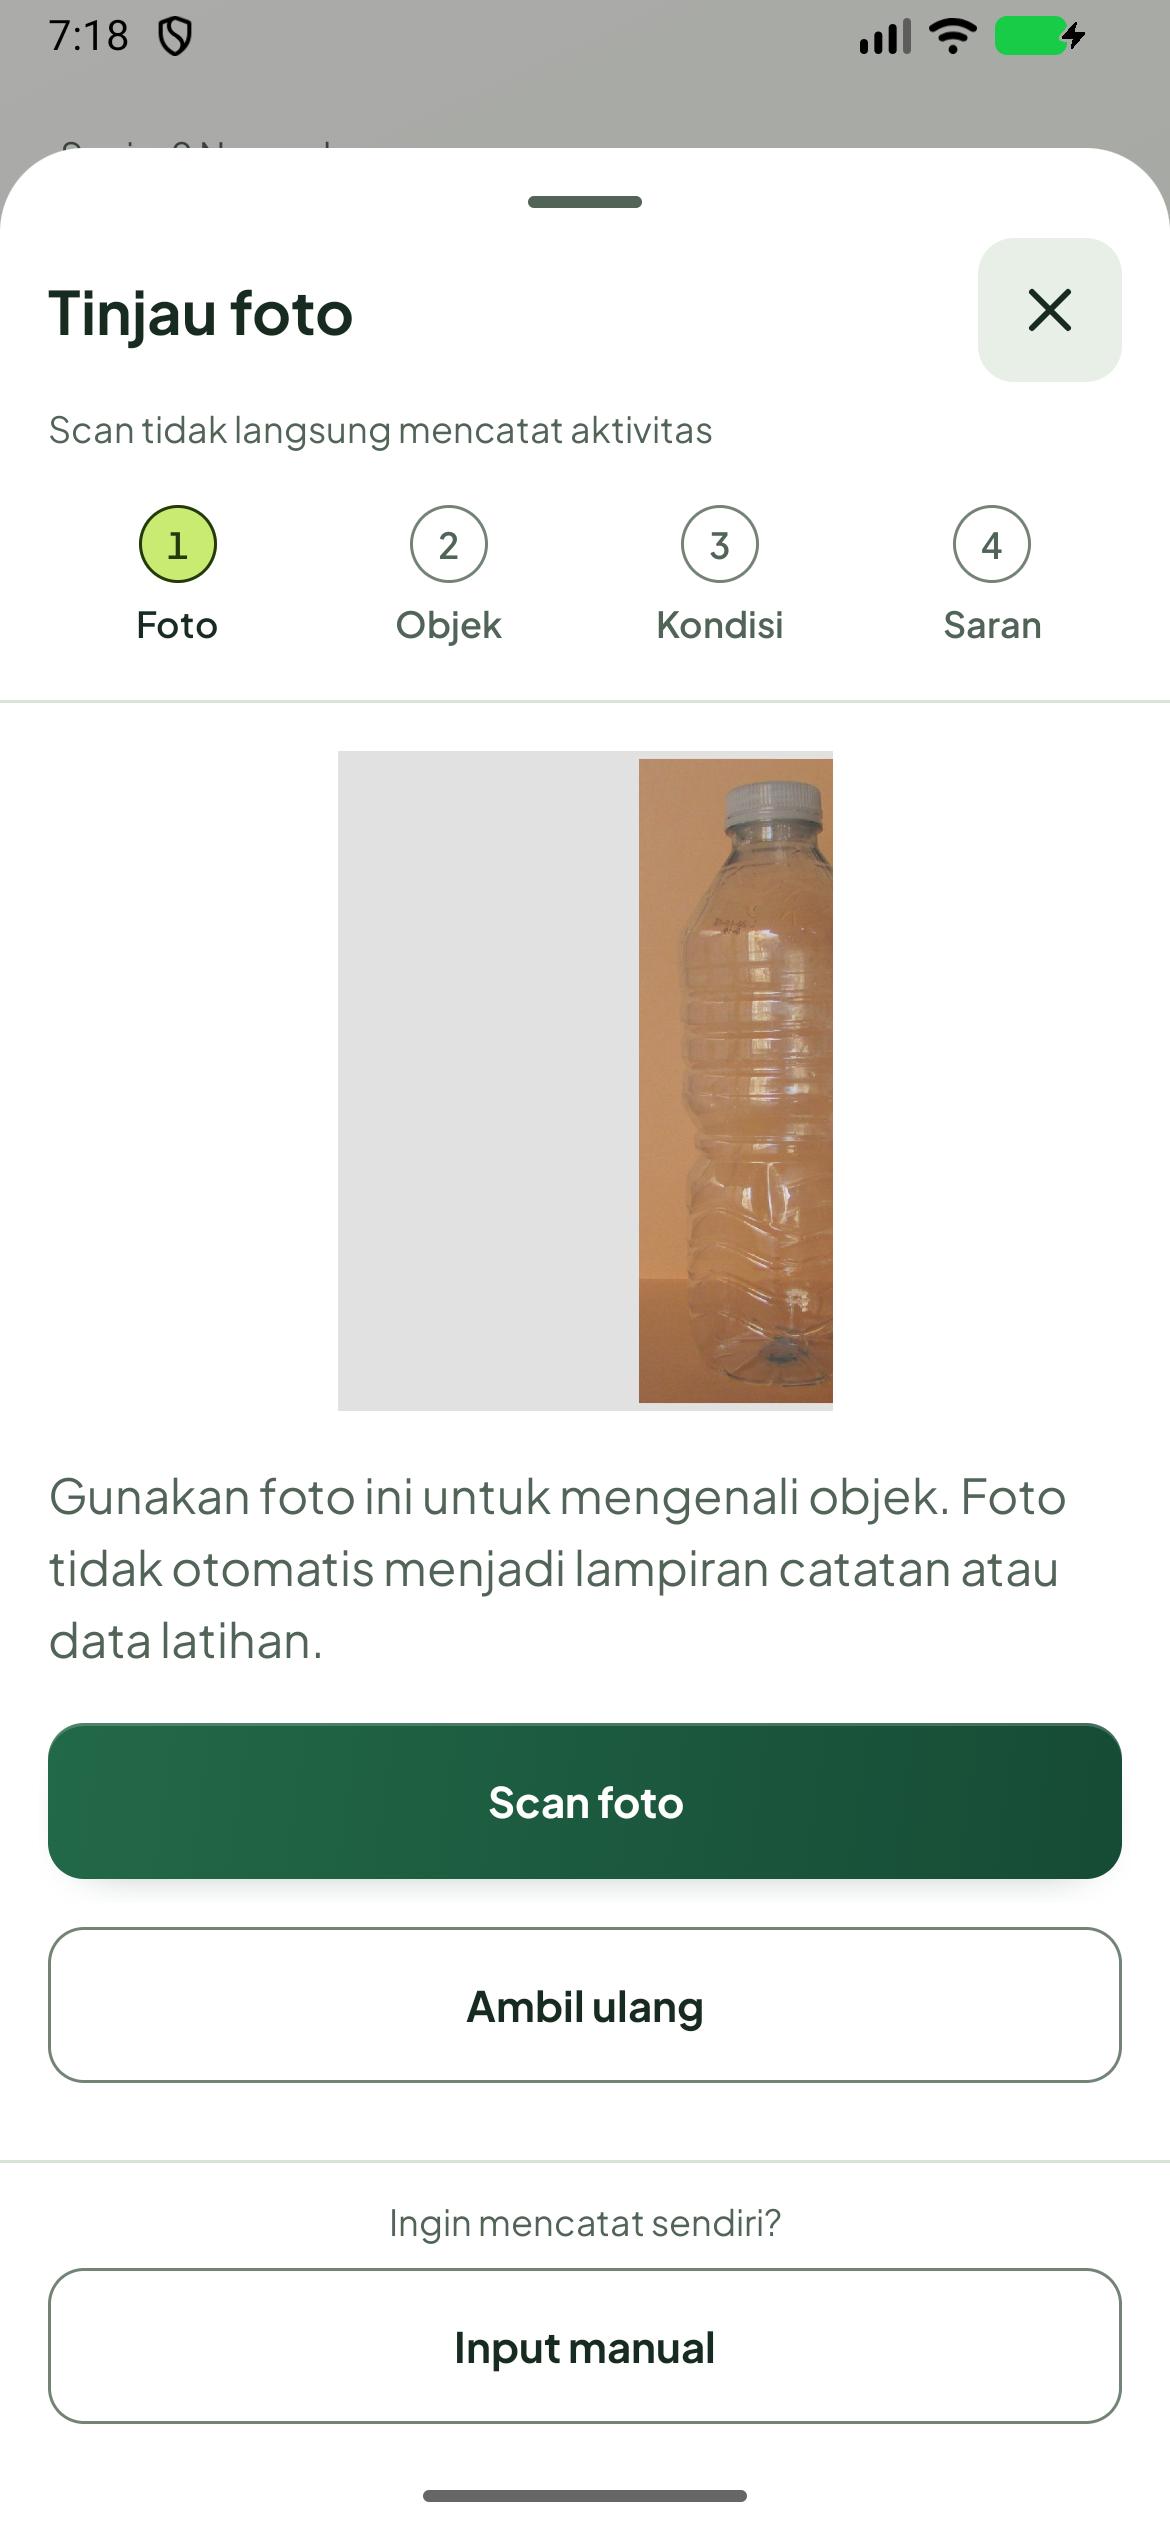 7:18
Tinjau foto
Scan tidak langsung mencatat aktivitas
1
2
3
4
Foto
Objek
Kondisi
Saran
Gunakan foto ini untuk mengenali objek. Foto
tidak otomatis menjadi lampiran catatan atau
data latihan.
Scan foto
Ambil ulang
Ingin mencatat sendiri?
Input manual